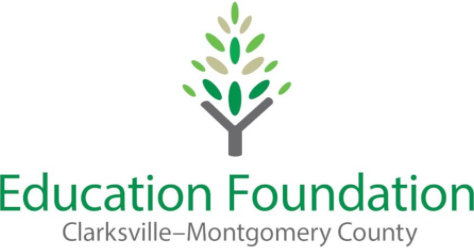 Education Foundation
Clarksville–Montgomery County